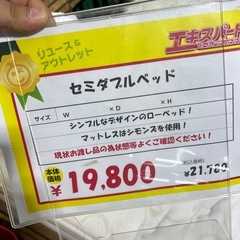 リユース&
アウトレット
エキスパート
セミダブルベッド
サイズ W × D × H
シンプルなデザインのローベッド！
マットレスはシモンズを使用！
現状お渡し品の為状態等よくご確認ください！
本体価格 ¥19,800 税込価格 ¥21,780